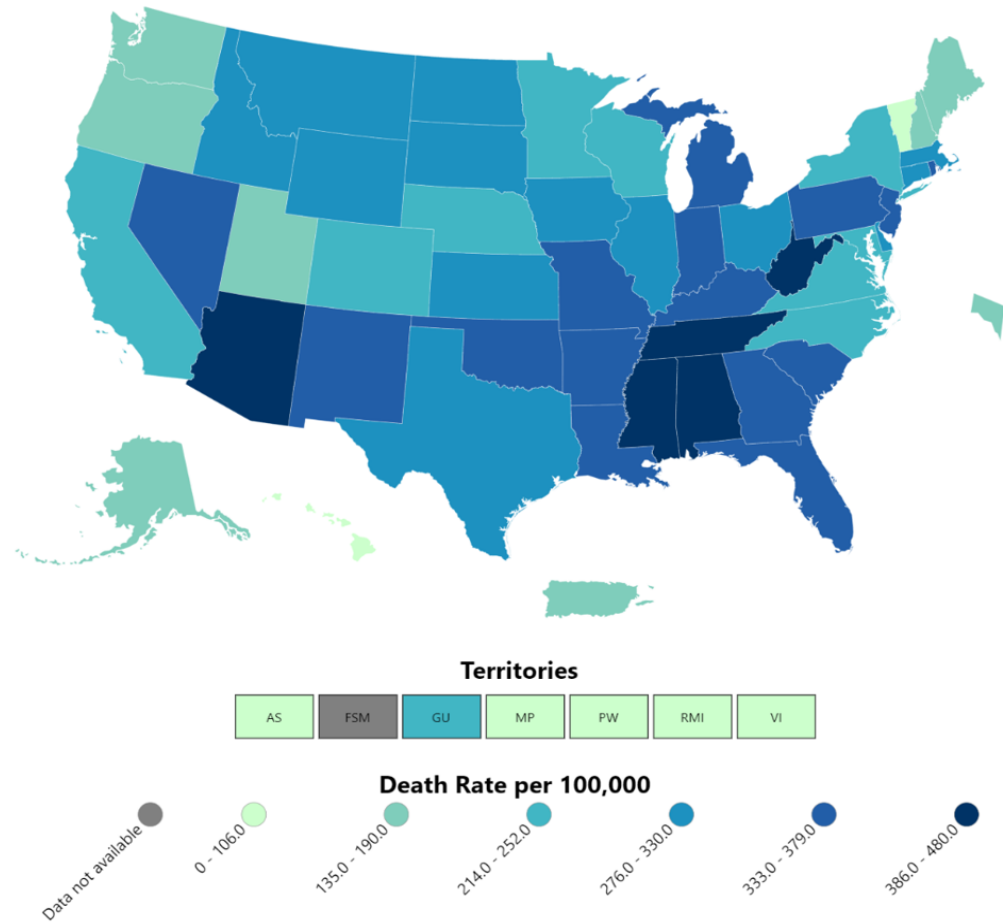 Territories
AS FSM GU MP PW RMI VI
Death Rate per 100,000
Data not available 0 - 106.0 135.0 - 190.0 214.0 - 252.0 276.0 - 330.0 333.0 - 379.0 386.0 - 480.0